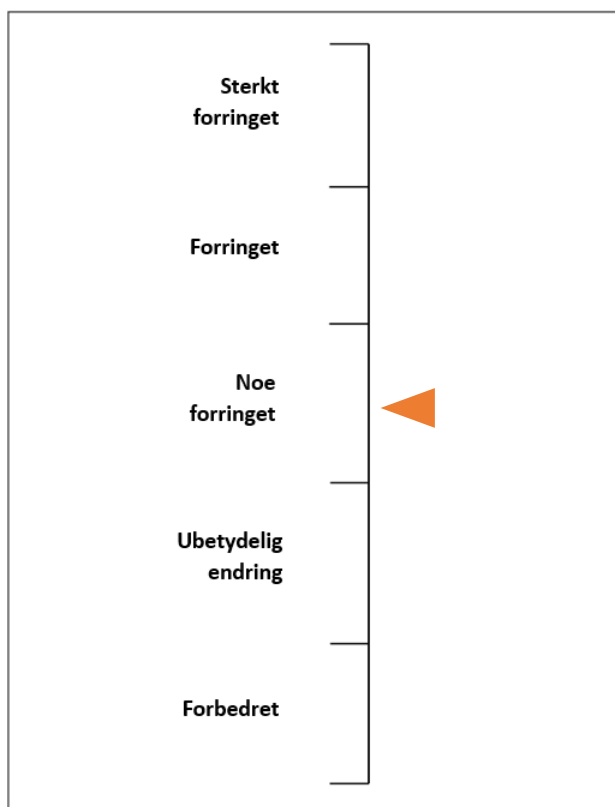 Sterkt
forringet
Forringet
Noe
forringet
Ubetydelig
endring
Forbedret